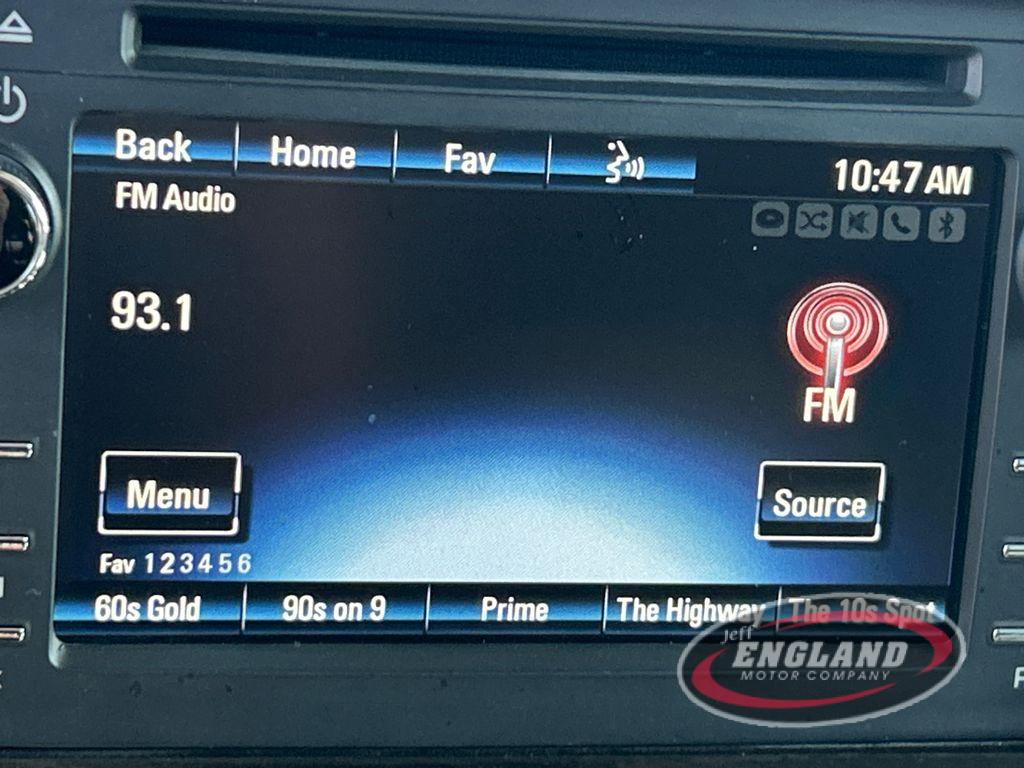 Back Home Fav 10:47 AM
FM Audio
93.1
FM
Menu Source
Fav 1 2 3 4 5 6
60s Gold 90s on 9 Prime The Highway The 10s Spot
Jeff
ENGLAND
MOTOR COMPANY